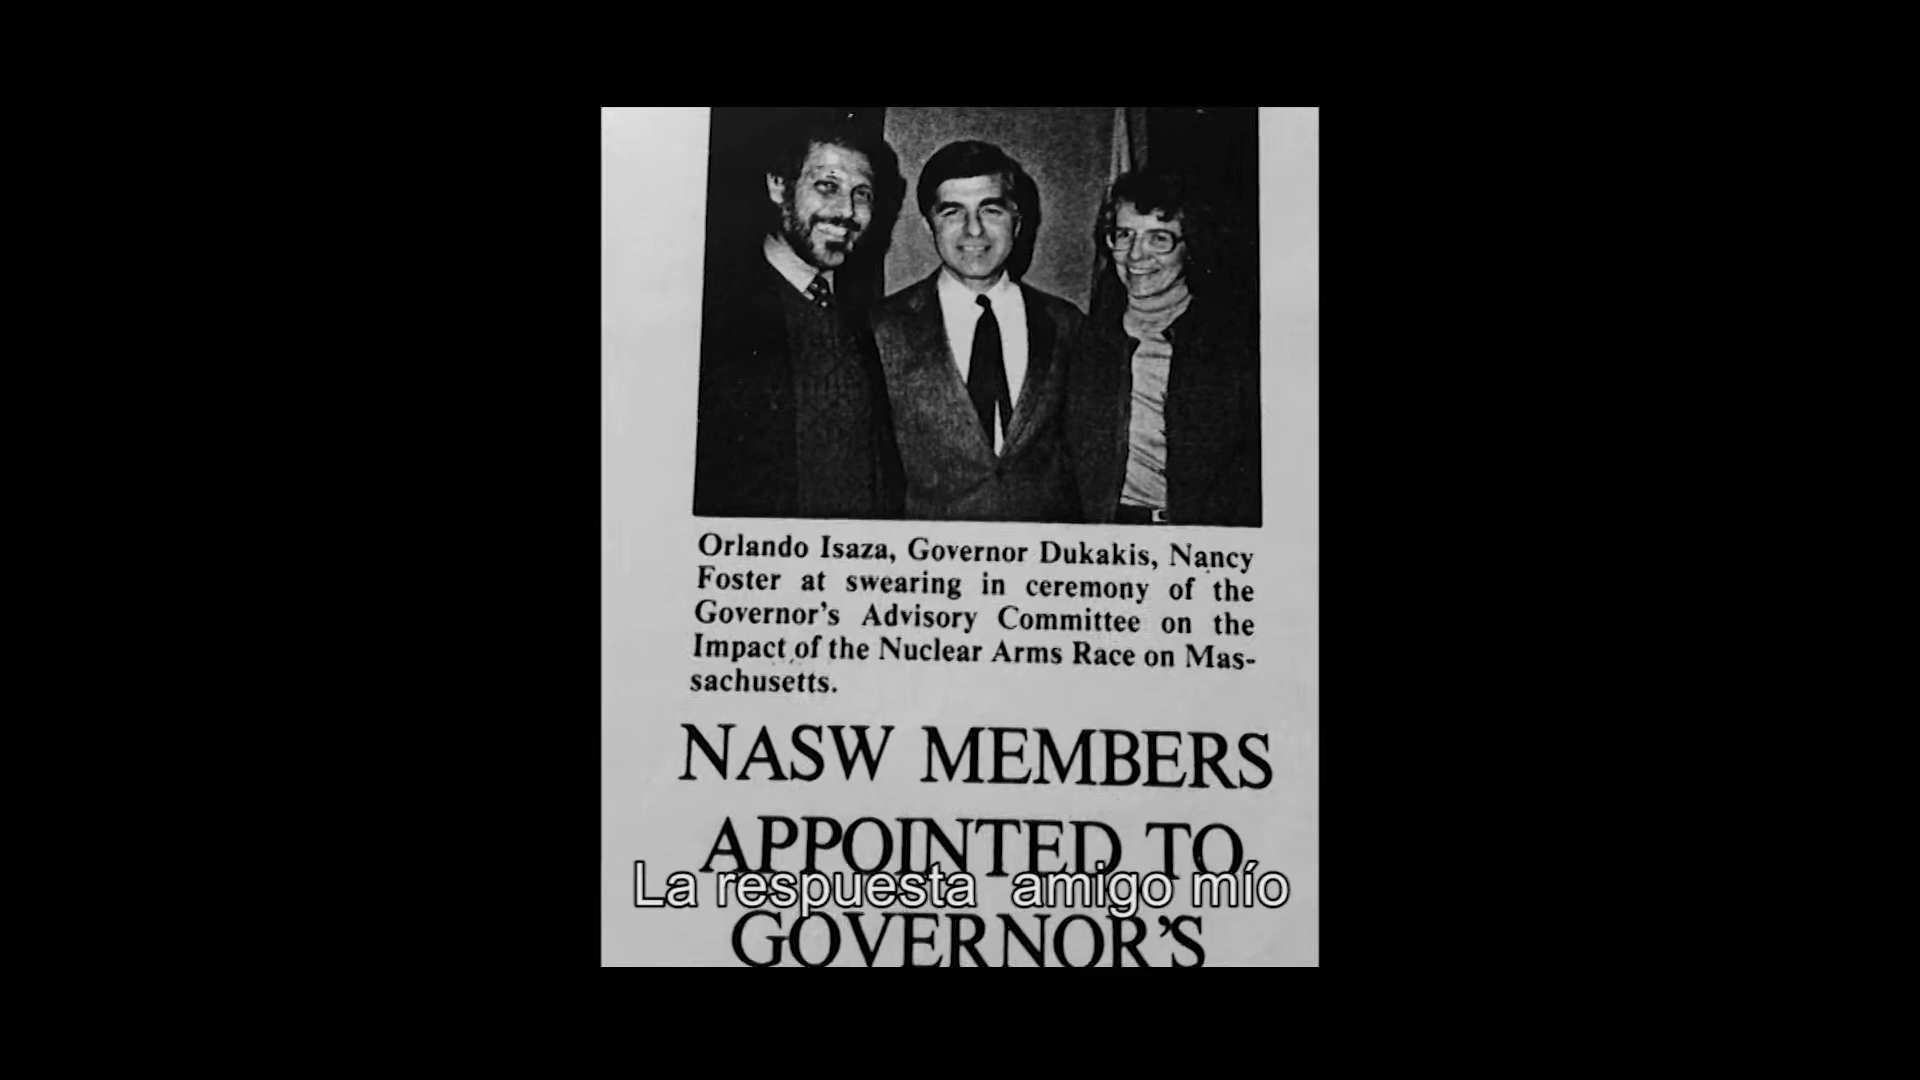 Orlando Isaza, Governor Dukakis, Nancy
Foster at swearing in ceremony of the
Governor's Advisory Committee on the
Impact of the Nuclear Arms Race on Mas-
sachusetts.
NASW MEMBERS
APPOINTED TO
La respuesta amigo mío
GOVERNOR'S